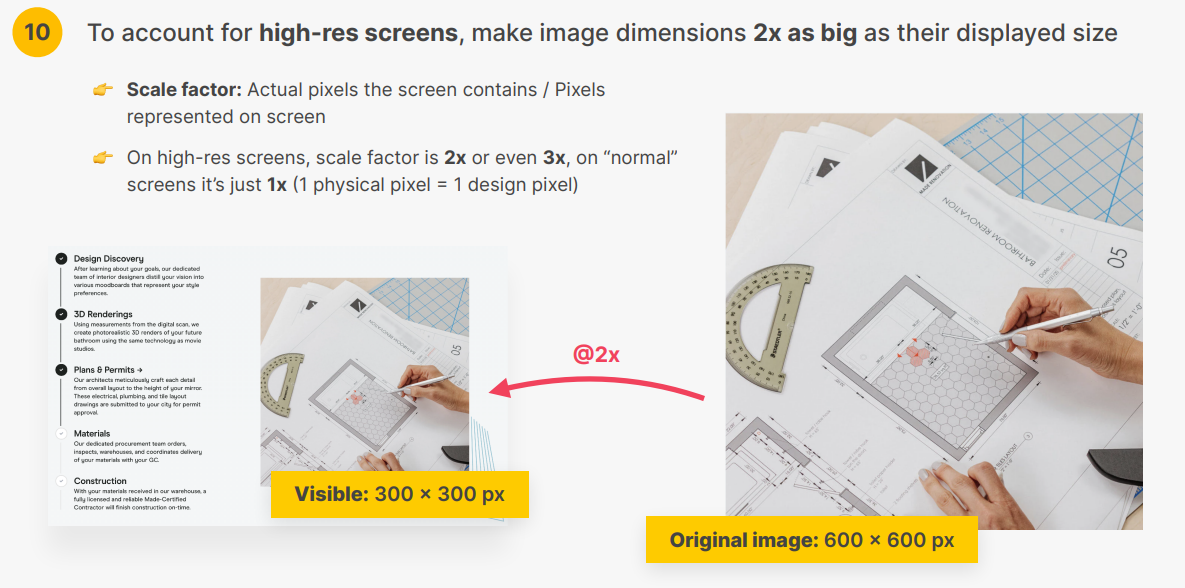 10
To account for high-res screens, make image dimensions 2x as big as their displayed size
👉 Scale factor: Actual pixels the screen contains / Pixels
represented on screen
👉 On high-res screens, scale factor is 2x or even 3x, on “normal”
screens it’s just 1x (1 physical pixel = 1 design pixel)
Design Discovery
After learning about your goals, our dedicated
team of interior designers distill your vision into
various moodboards that represent your style
preferences.
3D Renderings
Using measurements from the digital scan, we
create photorealistic 3D renders of your future
bathroom using the same technology as movie
studios.
Plans & Permits →
Our architects meticulously craft each detail
from overall layout to the height of your mirror.
These electrical, plumbing, and tile layout
drawings are submitted to your city for permit
approval.
Materials
Our dedicated procurement team orders,
inspects, warehouses, and coordinates delivery
of your materials with your GC.
Construction
With your materials received in our warehouse, a
fully licensed and reliable Made-Certified
Contractor will finish construction on-time.
BATHROOM RENOVATION
05
Visible: 300 × 300 px
@2x
MADE RENOVATION
BATHROOM RENOVATION
05
Original image: 600 × 600 px